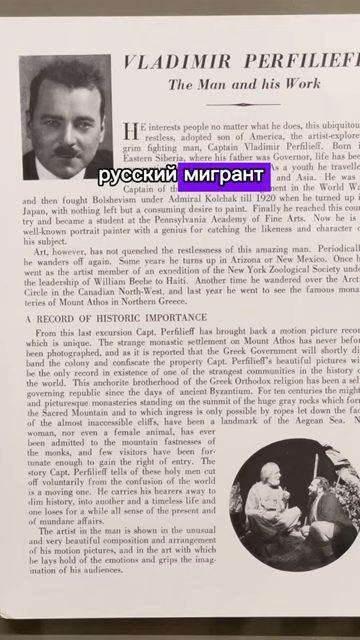 VLADIMIR PERFILIEFF
The Man and his Work
HE interests people no matter what he does, this ubiquitous
restless, adopted son of America, the artist-explorer
grim fighting man, Captain Vladimir Perfilieff. Born i
Eastern Siberia, where his father was Governor, life has bee
As a youth he travelle
русский мигрант
and Asia. He was
Captain of the ment in the World Wa
and then fought Bolshevism under Admiral Kolchak till 1920 when he turned up i
Japan, with nothing left but a consuming desire to paint. Finally he reached this coun
try and became a student at the Pennsylvania Academy of Fine Arts. Now he is
well-known portrait painter with a genius for catching the likeness and character o
his subject.
Art, however, has not quenched the restlessness of this amazing man. Periodicall
he wanders off again. Some years he turns up in Arizona or New Mexico. Once h
went as the artist member of an expedition of the New York Zoological Society unde
the leadership of William Beebe to Haiti. Another time he wandered over the Arcti
Circle in the Canadian North-West, and last year he went to see the famous mona
teries of Mount Athos in Northern Greece.
A RECORD OF HISTORIC IMPORTANCE
From this last excursion Capt. Perfilieff has brought back a motion picture recor
which is unique. The strange monastic settlement on Mount Athos has never befor
been photographed, and as it is reported that the Greek Government will shortly di
band the colony and confiscate the property Capt. Perfilieff's beautiful pictures wi
be the only record in existence of one of the strangest communities in the history o
the world. This anchorite brotherhood of the Greek Orthodox religion has been a sel
governing republic since the days of ancient Byzantium. For ten centuries the might
and picturesque monasteries standing on the summit of the huge gray rocks which for
the Sacred Mountain and to which ingress is only possible by ropes let down the fac
of the almost inaccessible cliffs, have been a landmark of the Aegean Sea. N
woman, nor even a female animal, has ever
been admitted to the mountain fastnesses of
the monks, and few visitors have been for-
tunate enough to gain the right of entry. The
story Capt. Perfilieff tells of these holy men cut
off voluntarily from the confusion of the world
is a moving one. He carries his hearers away to
dim history, into another and a timeless life and
one loses for a while all sense of the present and
of mundane affairs.
The artist in the man is shown in the unusual
and very beautiful composition and arrangement
of his motion pictures, and in the art with which
he lays hold of the emotions and grips the imag-
ination of his audiences.